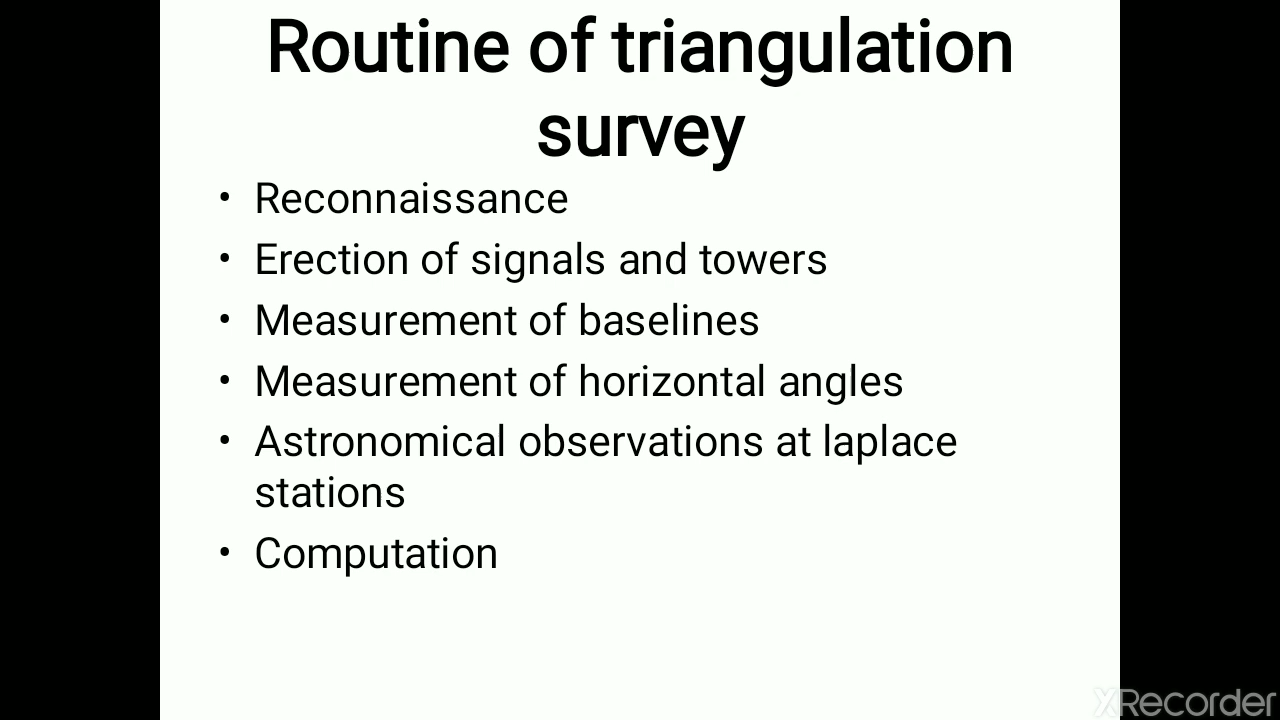 Routine of triangulation
survey
• Reconnaissance
• Erection of signals and towers
• Measurement of baselines
• Measurement of horizontal angles
• Astronomical observations at laplace
stations
• Computation
XRecorder